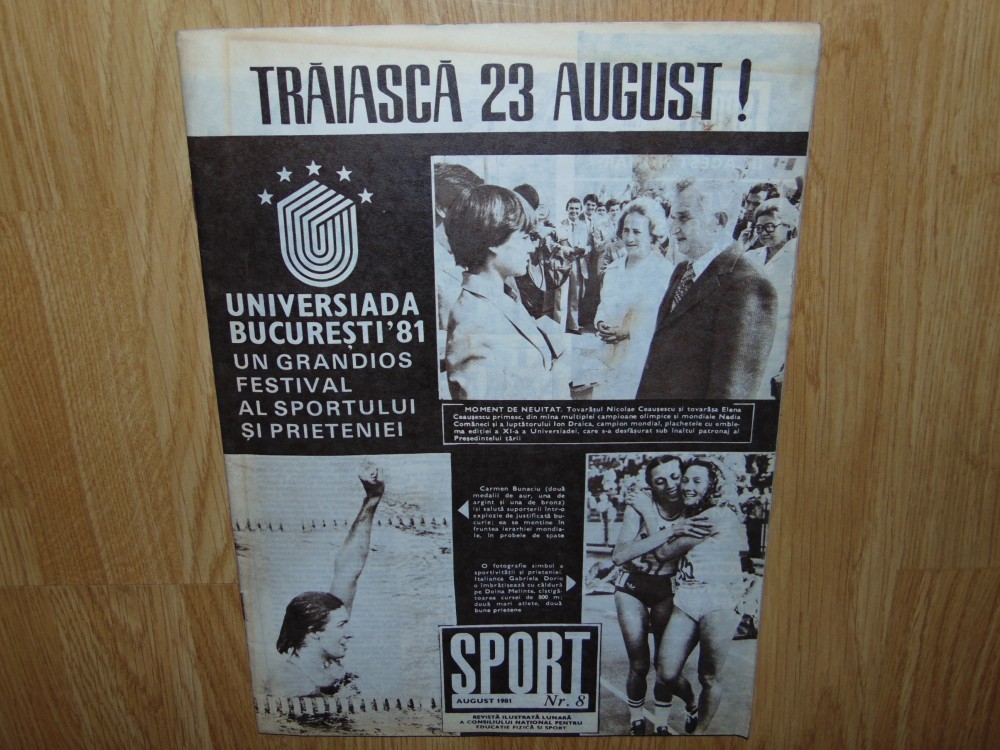 TRĂIASCĂ 23 AUGUST !
UNIVERSIADA
BUCUREȘTI'81
UN GRANDIOS
FESTIVAL
AL SPORTULUI
ȘI PRIETENIEI
MOMENT DE NEUITAT. Tovarășul Nicolae Ceaușescu și tovarășa Elena
Ceaușescu primesc, din mîna multiplei campioane olimpice și mondiale Nadia
Comăneci și a luptătorului Ion Draica, campion mondial, plachetele cu emble-
ma ediției a XI-a a Universiadei, care s-a desfășurat sub înaltul patronaj al
Președintelui țării
Carmen Bunaciu (două
medalii de aur, una de
argint și una de bronz)
își salută suporterii într-o
explozie de justificată bu-
curie; ea se menține în
fruntea ierarhiei mondia-
le, în probele de spate
O fotografie simbol a
sportivității și prieteniei.
Italianca Gabriela Dorio
o îmbrățișează cu căldură
pe Doina Melinte, cîștigă-
toarea cursei de 800 m;
două mari atlete, două
bune prietene
SPORT
AUGUST 1981 Nr. 8
REVISTĂ ILUSTRATĂ LUNARĂ
A CONSILIULUI NAȚIONAL PENTRU
EDUCAȚIE FIZICĂ ȘI SPORT